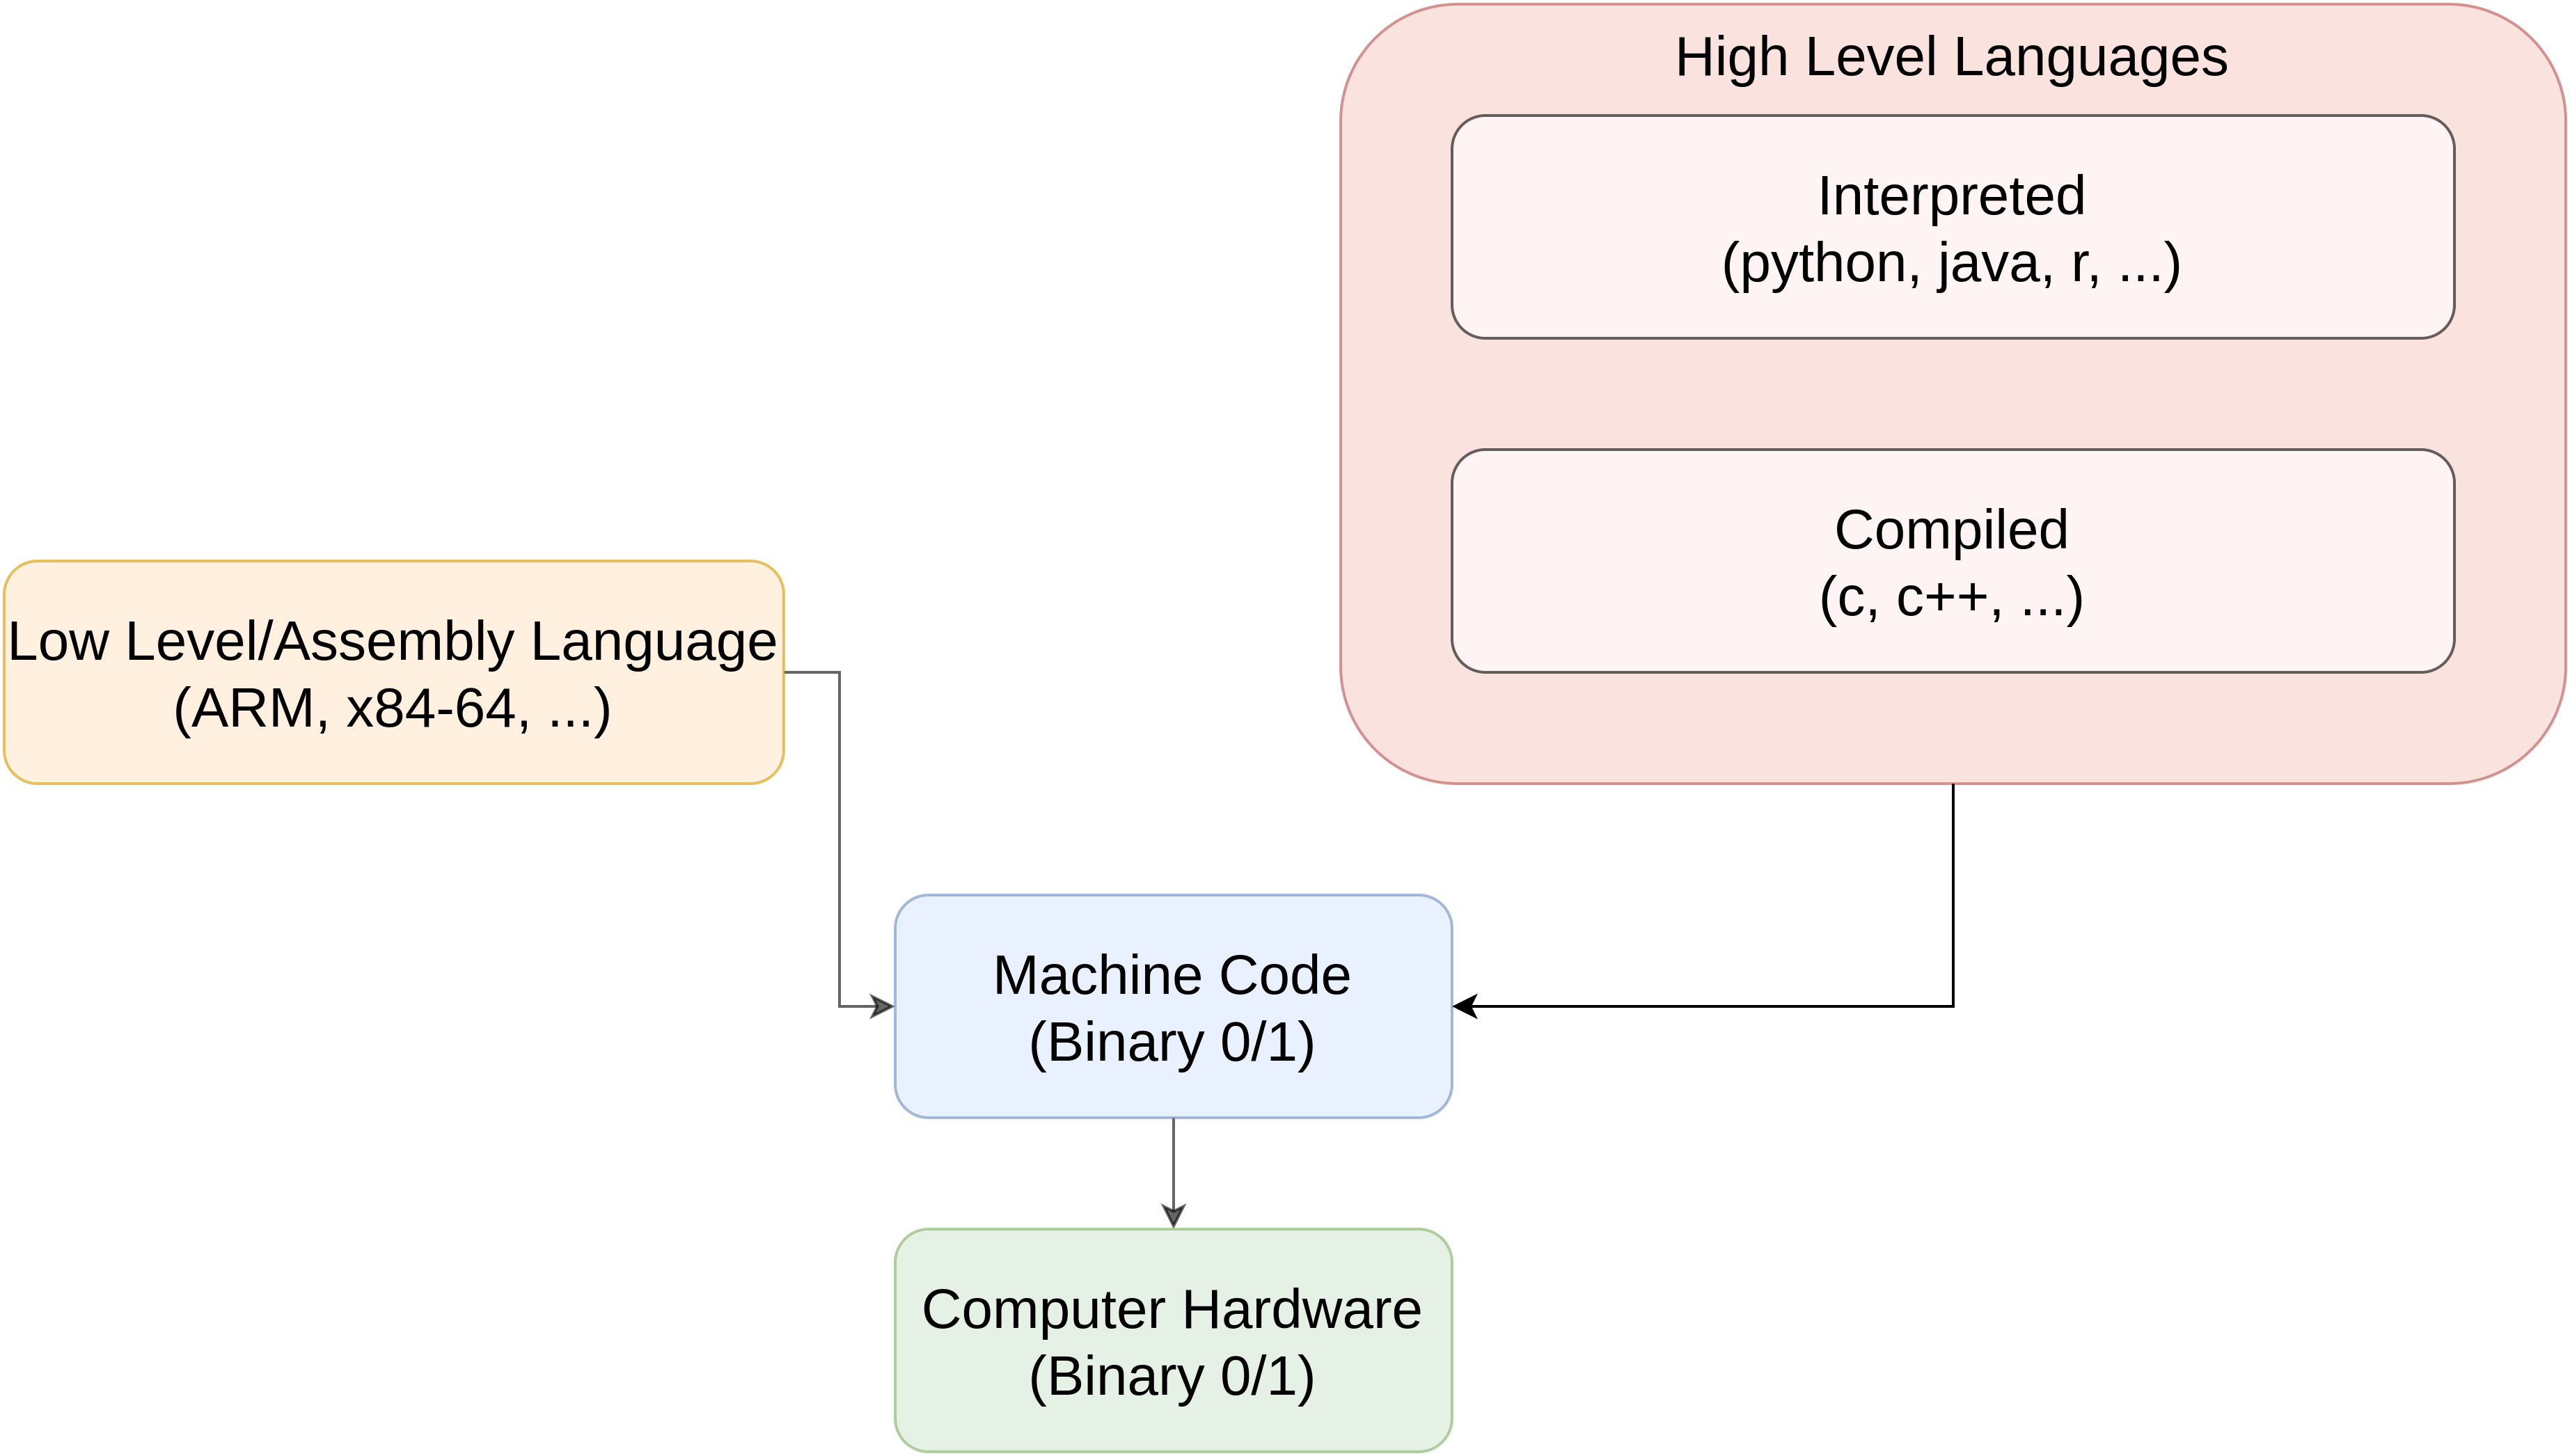 High Level Languages
Interpreted
(python, java, r, ...)
Compiled
(c, c++, ...)
Low Level/Assembly Language
(ARM, x84-64, ...)
Machine Code
(Binary 0/1)
Computer Hardware
(Binary 0/1)